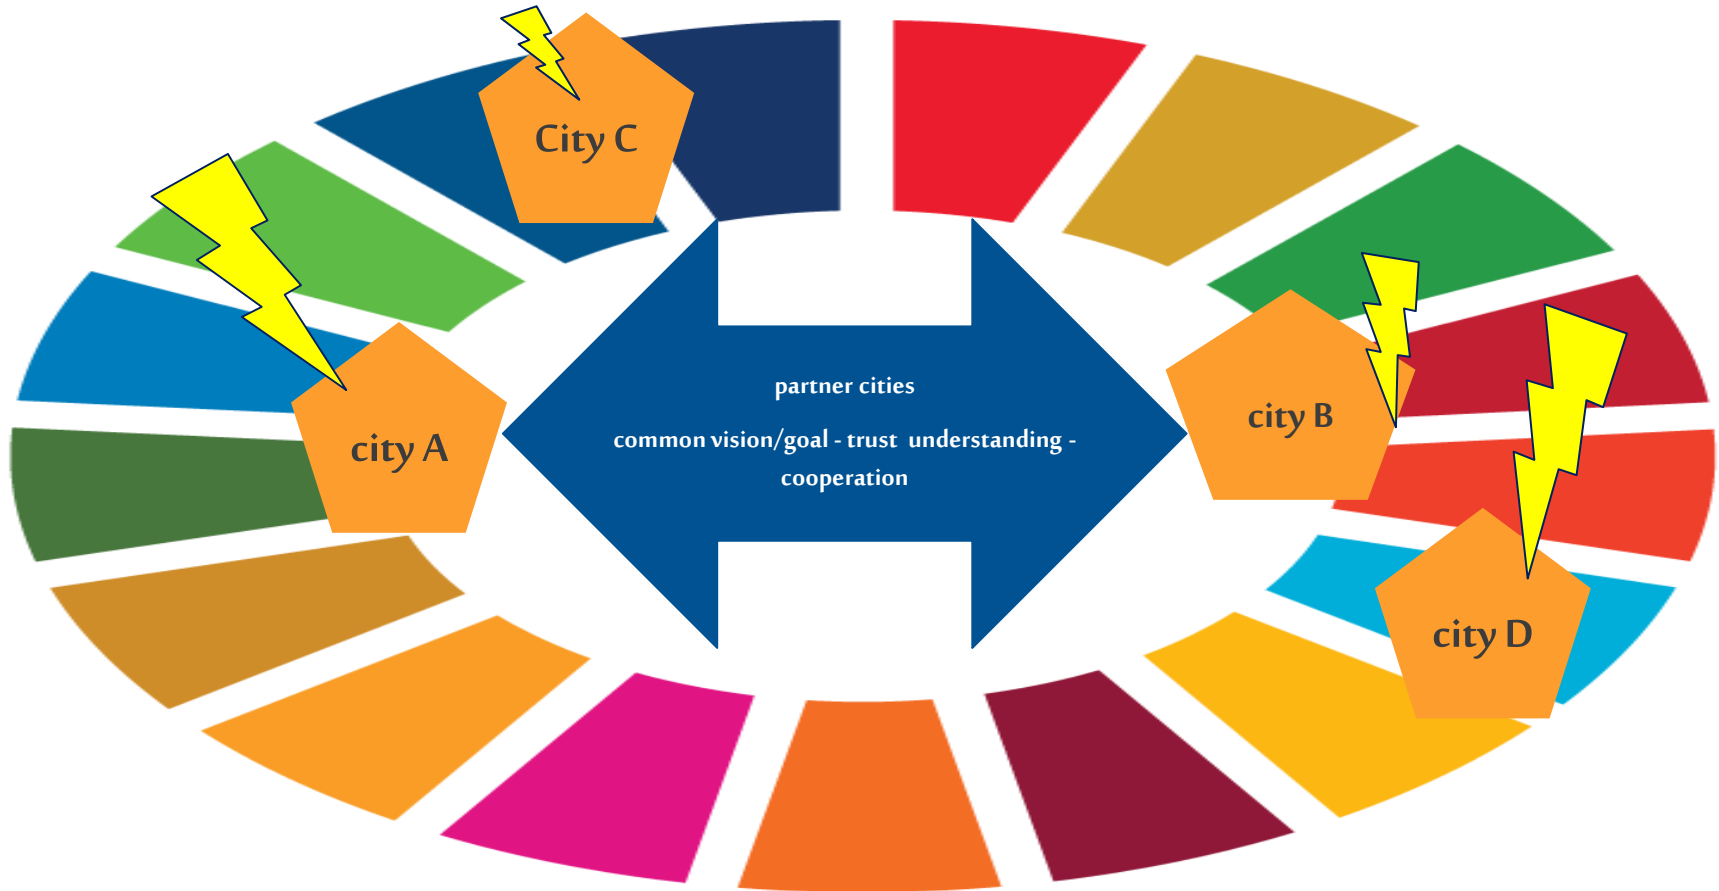 City C
partner cities
city B
common vision/goal - trust  understanding -
city A
cooperation
city D